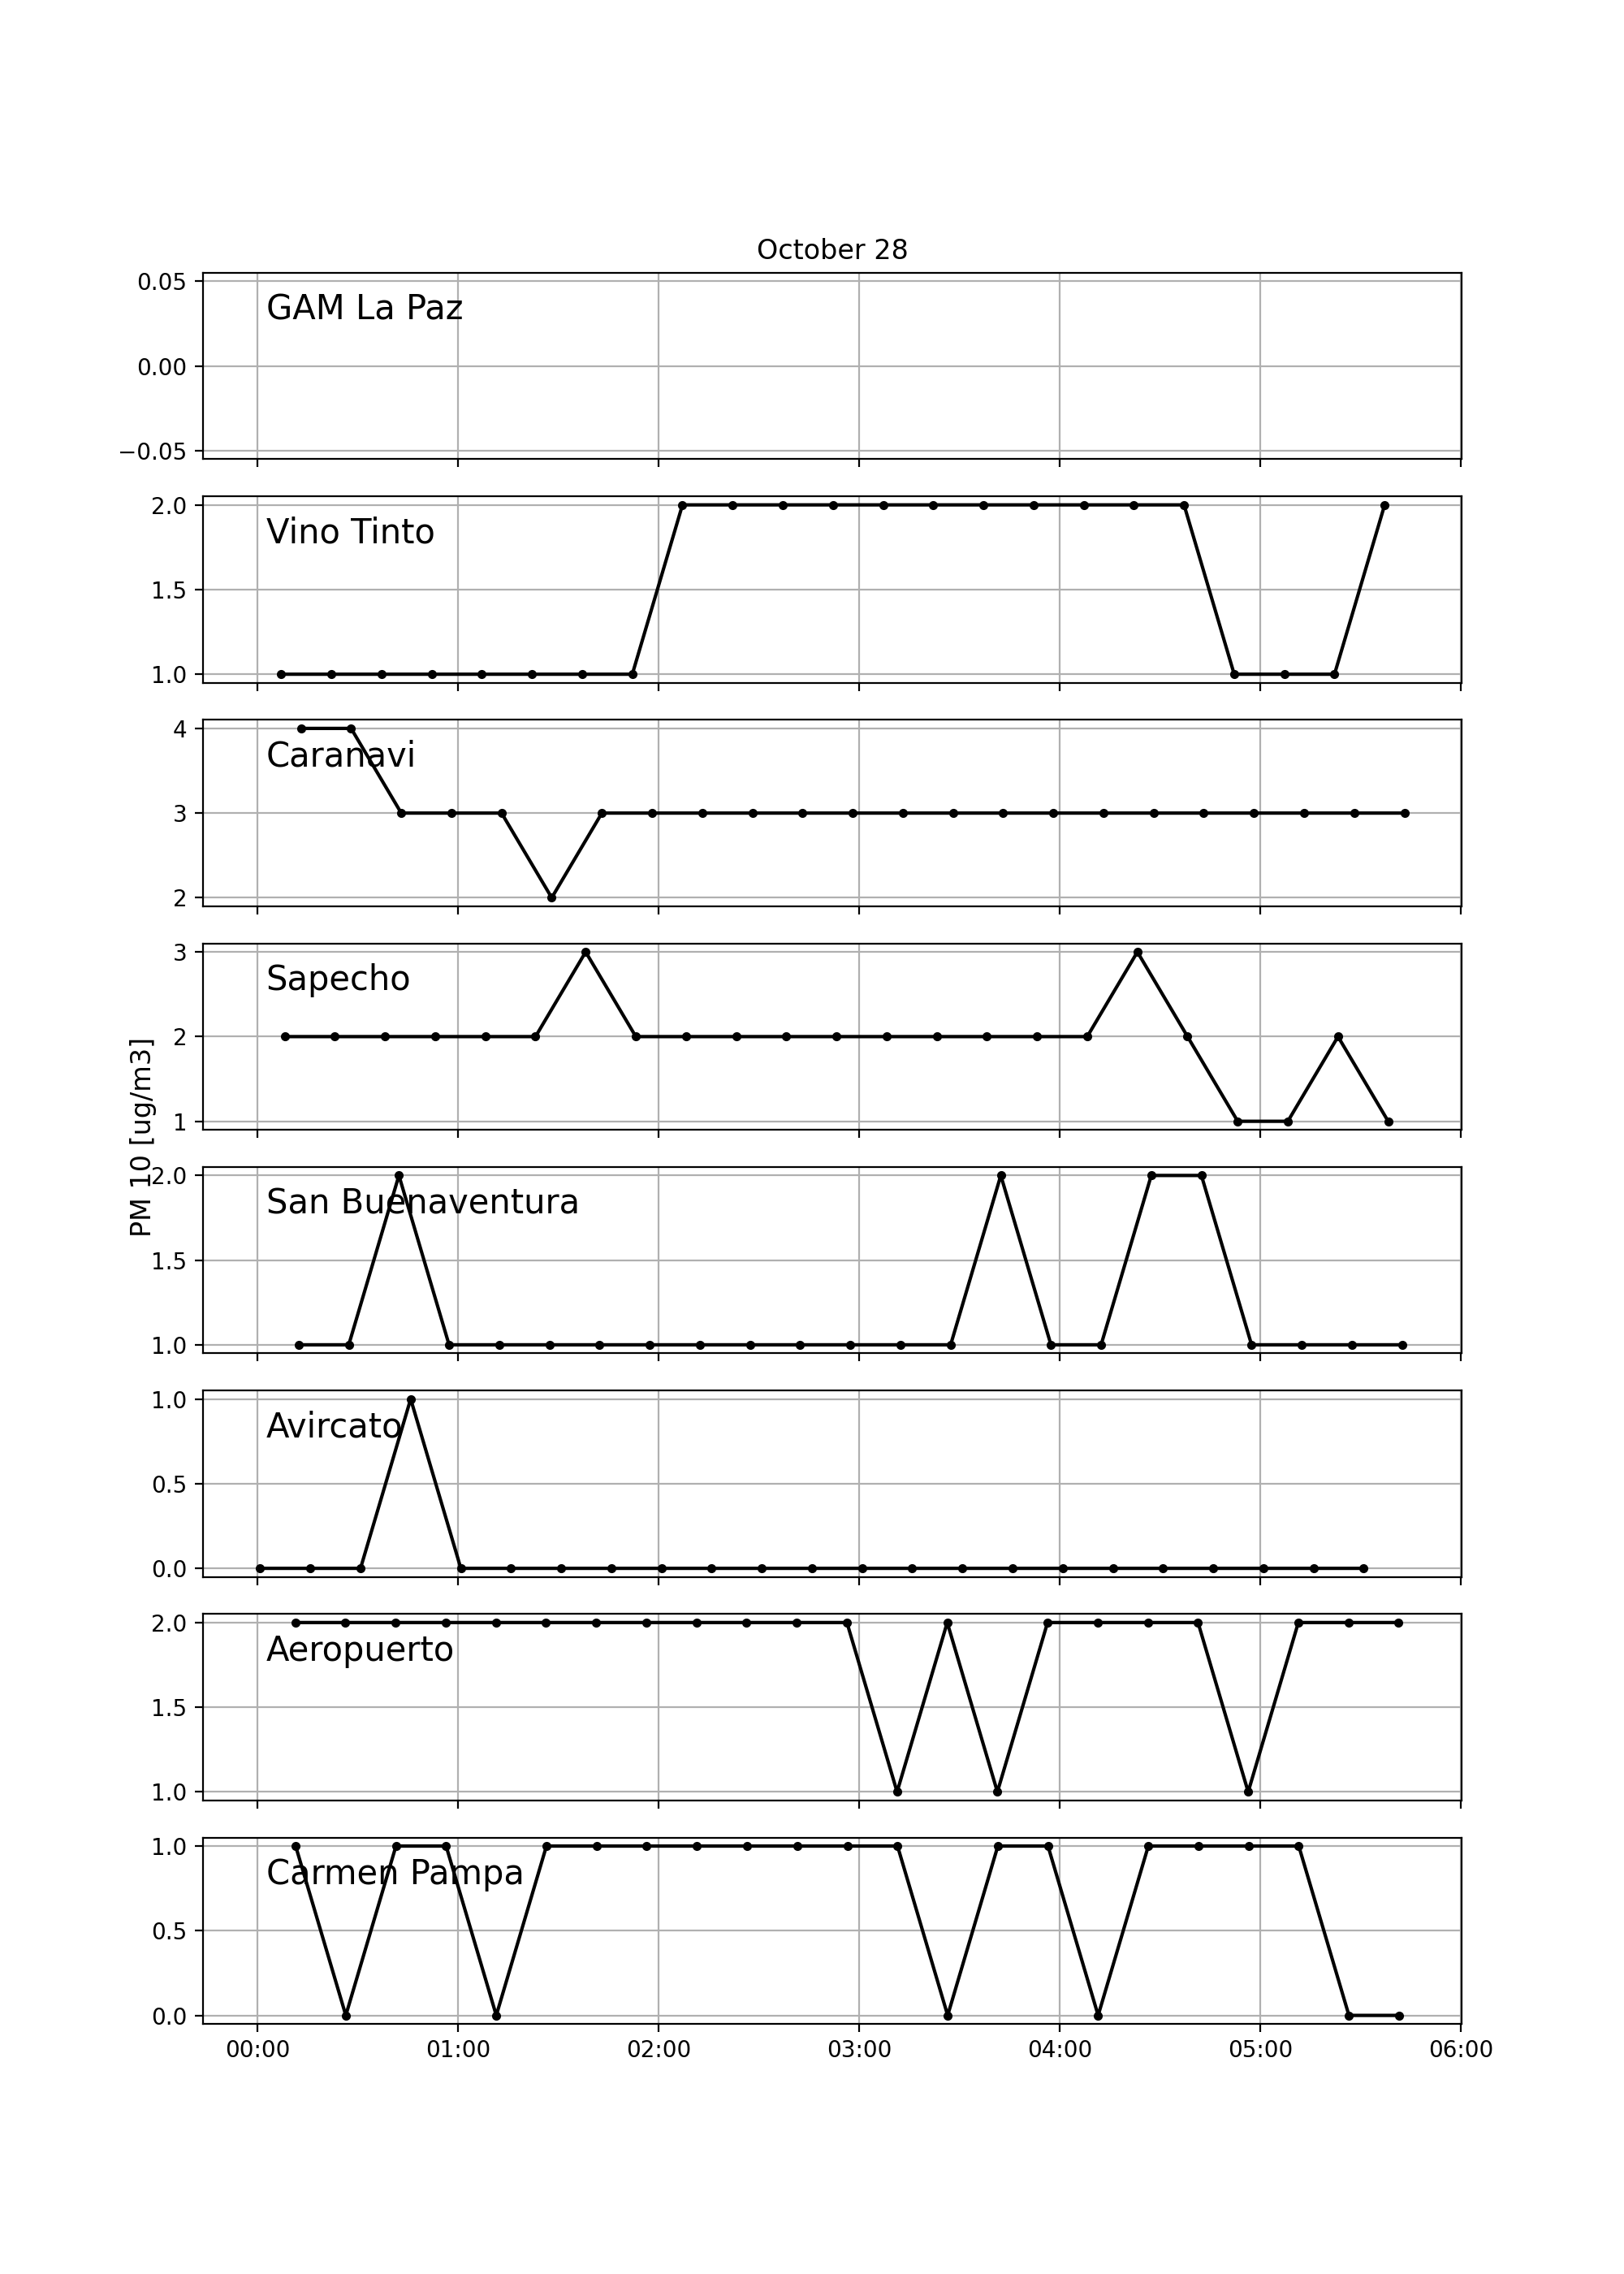 October 28
0.05
GAM La Paz
0.00
−0.05
2.0
Vino Tinto
1.5
1.0
4
Caranavi
3
2
3
Sapecho
2
1
PM 10 [ug/m3]
2.0
San Buenaventura
1.5
1.0
1.0
Avircato
0.5
0.0
2.0
Aeropuerto
1.5
1.0
1.0
Carmen Pampa
0.5
0.0
00:00 01:00 02:00 03:00 04:00 05:00 06:00